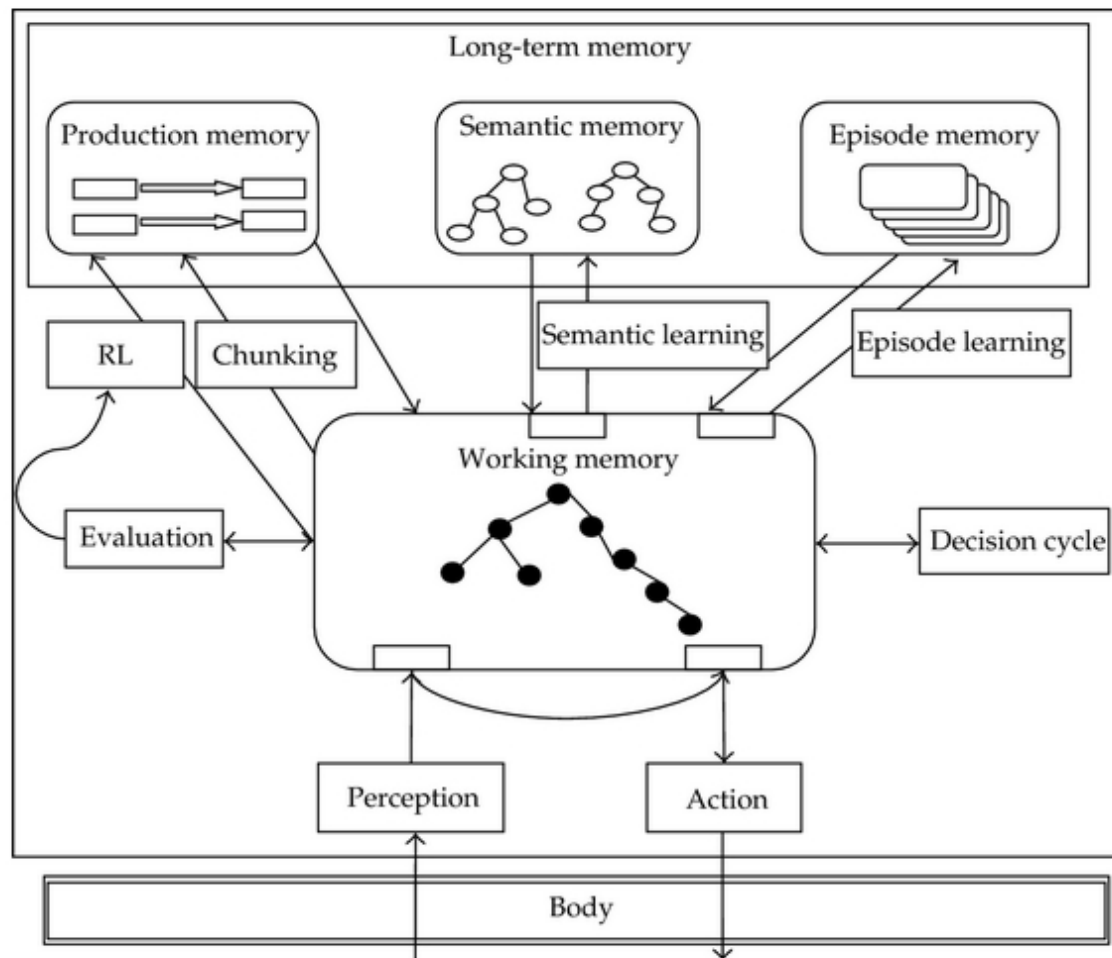 Long-term memory
Production memory
Semantic memory
Episode memory
RL
Chunking
Semantic learning
Episode learning
Working memory
Evaluation
Decision cycle
Perception
Action
Body